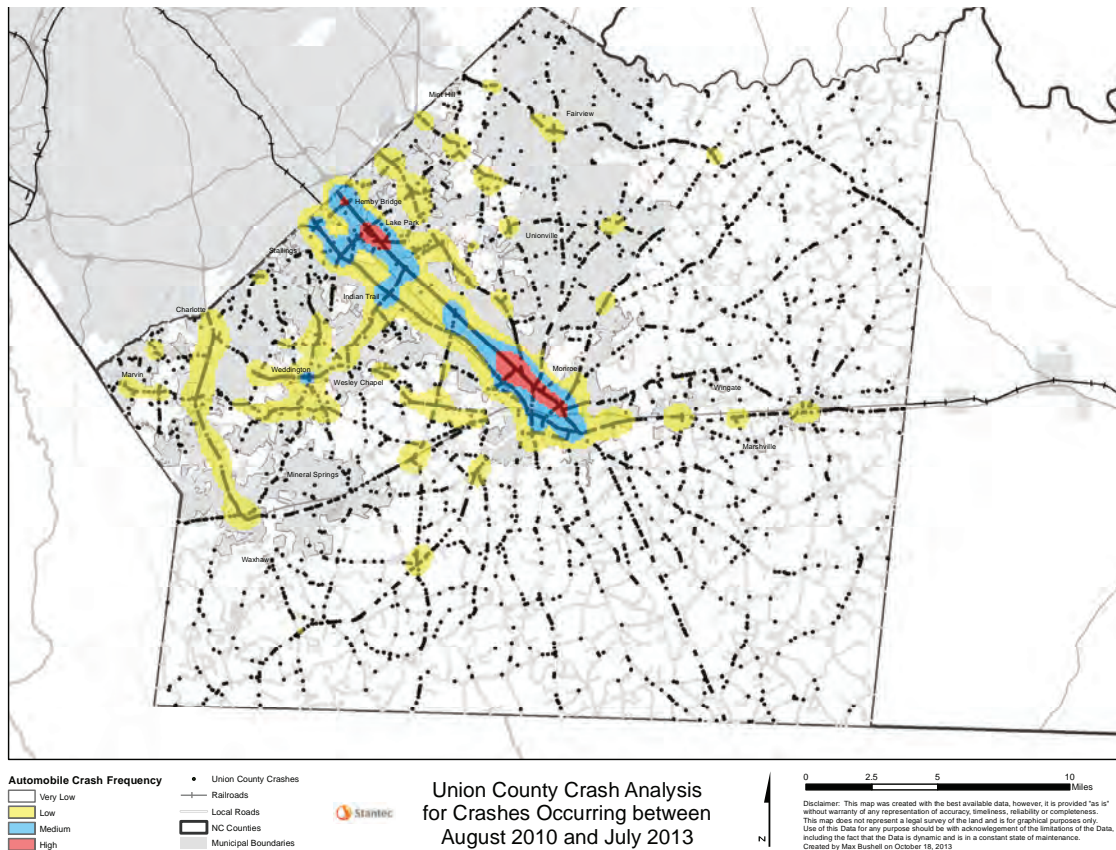 Mint Hill
Fairview
Hemby Bridge
Lake Park
Unionville
Stallings
Indian Trail
Charlotte
Marvin
Weddington
Wesley Chapel
Monroe
Wingate
Marshville
Mineral Springs
Waxhaw
Automobile Crash Frequency
Very Low
Low
Medium
High
Union County Crashes
Railroads
Local Roads
NC Counties
Municipal Boundaries
Stantec
Union County Crash Analysis
for Crashes Occurring between
August 2010 and July 2013
N
0 2.5 5 10
Miles
Disclaimer: This map was created with the best available data, however, it is provided "as is"
without warranty of any representation of accuracy, timeliness, reliability or completeness.
This map does not represent a legal survey of the land and is for graphical purposes only.
Use of this Data for any purpose should be with acknowlegement of the limitations of the Data,
including the fact that the Data is dynamic and is in a constant state of maintenance.
Created by Max Bushell on October 18, 2013